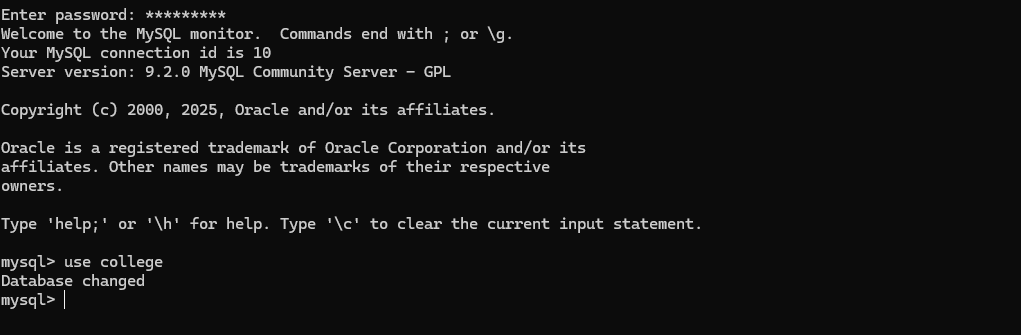 Enter password: *********
Welcome to the MySQL monitor.  Commands end with ; or \g.
Your MySQL connection id is 10
Server version: 9.2.0 MySQL Community Server - GPL
Copyright (c) 2000, 2025, Oracle and/or its affiliates.
Oracle is a registered trademark of Oracle Corporation and/or its
affiliates. Other names may be trademarks of their respective
owners.
Type 'help;' or '\h' for help. Type '\c' to clear the current input statement.
mysql> use college
Database changed
mysql>